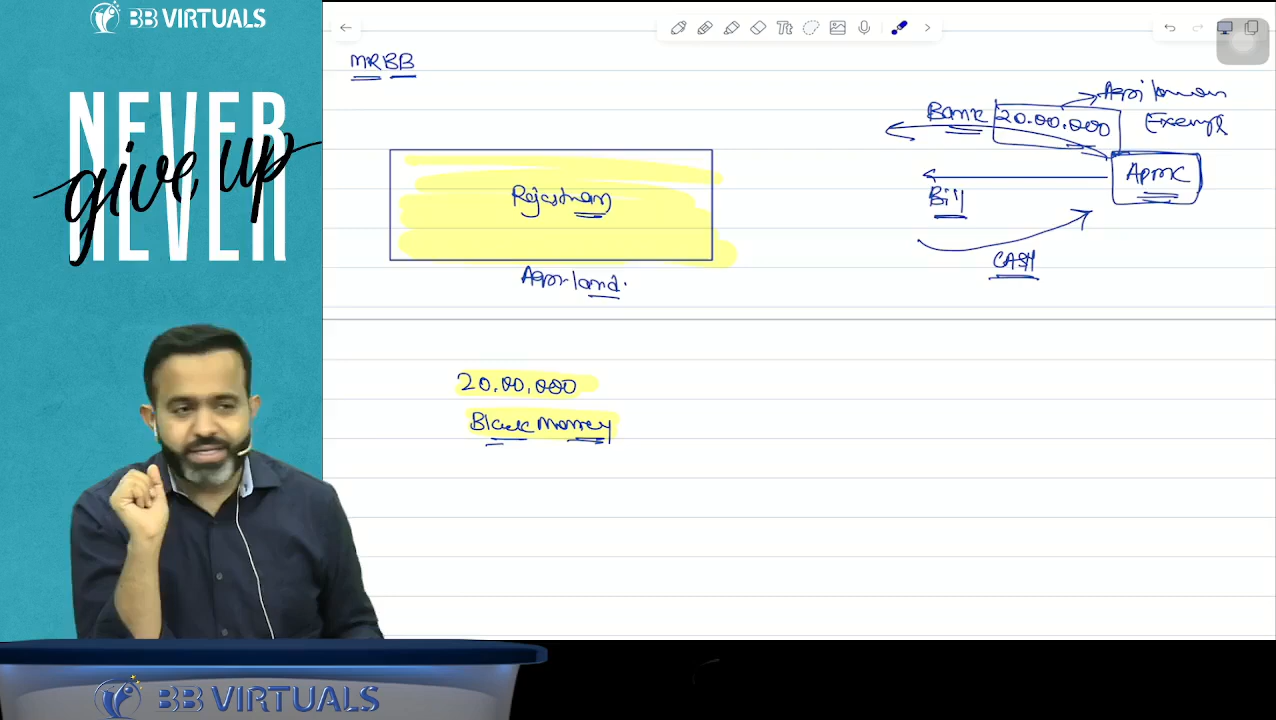 BB VIRTUALS
NEVER
give up
NEVER
MRBB
Agri
Bank 20.00.000
Exempt
APMC
Bill
CASH
Rajasthan
Agri land.
20.00.000
Black Money
BB VIRTUALS